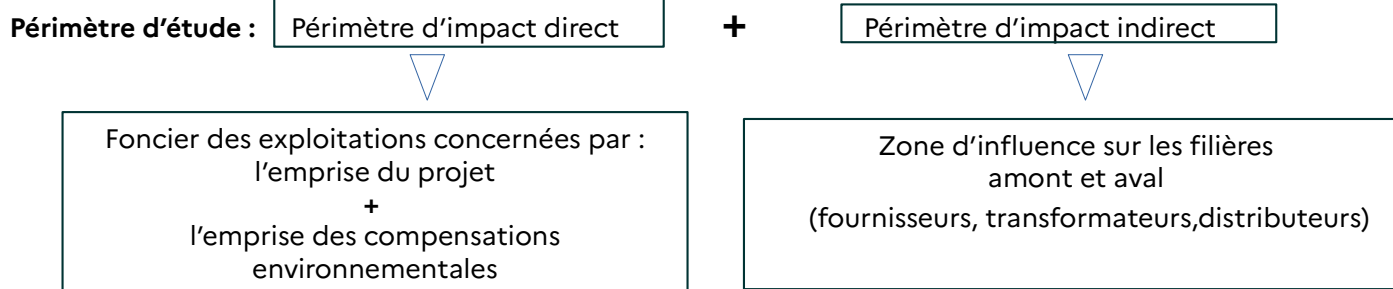 Périmètre d'étude : Périmètre d'impact direct + Périmètre d'impact indirect
Foncier des exploitations concernées par :
l'emprise du projet
+
l'emprise des compensations
environnementales
Zone d'influence sur les filières
amont et aval
(fournisseurs, transformateurs,distributeurs)